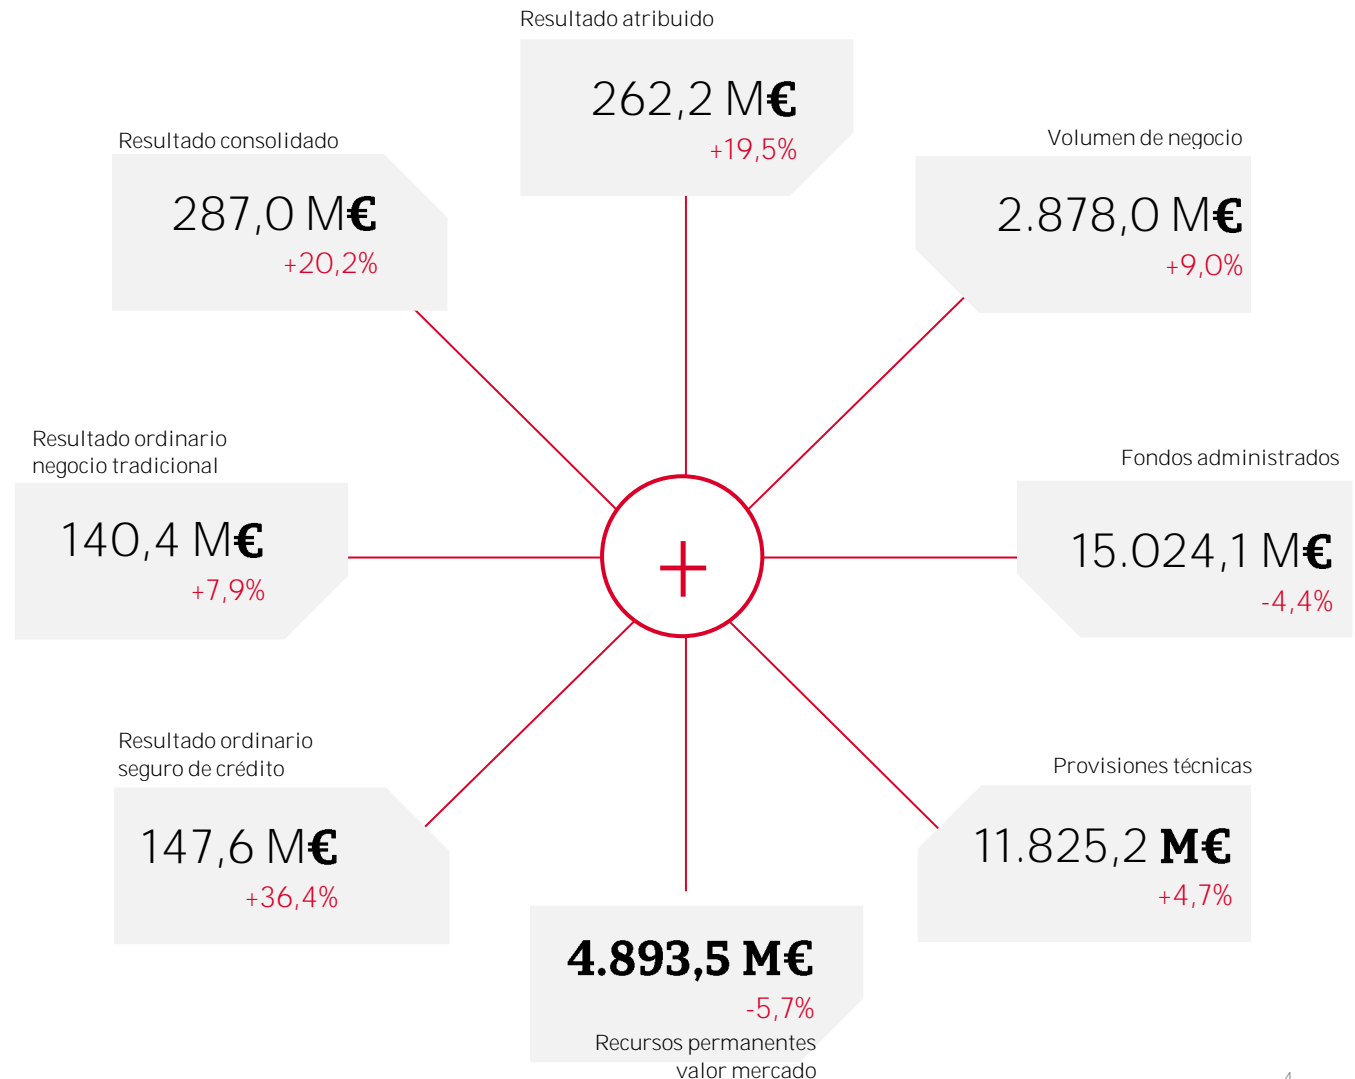 Resultado atribuido
262,2 M€
+19,5%
Resultado consolidado
287,0 M€
+20,2%
Volumen de negocio
2.878,0 M€
+9,0%
Resultado ordinario
negocio tradicional
140,4 M€
+7,9%
Fondos administrados
15.024,1 M€
-4,4%
Resultado ordinario
seguro de crédito
147,6 M€
+36,4%
Provisiones técnicas
11.825,2 M€
+4,7%
4.893,5 M€
-5,7%
Recursos permanentes
valor mercado
4